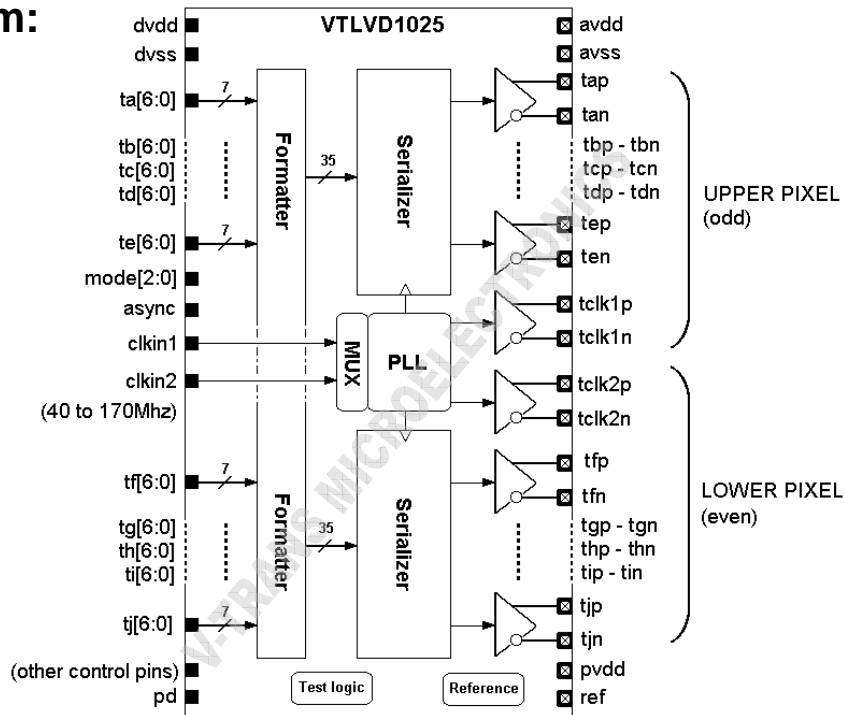 m:
VTLVD1025
dvdd
dvss
ta[6:0]
tb[6:0]
tc[6:0]
td[6:0]
te[6:0]
mode[2:0]
async
clkin1
clkin2
(40 to 170Mhz)
tf[6:0]
tg[6:0]
th[6:0]
ti[6:0]
tj[6:0]
(other control pins)
pd
7
7
7
7
Formatter
Formatter
35
35
Serializer
Serializer
MUX
PLL
Test logic
Reference
avdd
avss
tap
tan
tbp - tbn
tcp - tcn
tdp - tdn
tep
ten
tclk1p
tclk1n
tclk2p
tclk2n
tfp
tfn
tgp - tgn
thp - thn
tip - tin
tjp
tjn
pvdd
ref
UPPER PIXEL
(odd)
LOWER PIXEL
(even)
V-TRANS MICROELECTRONICS